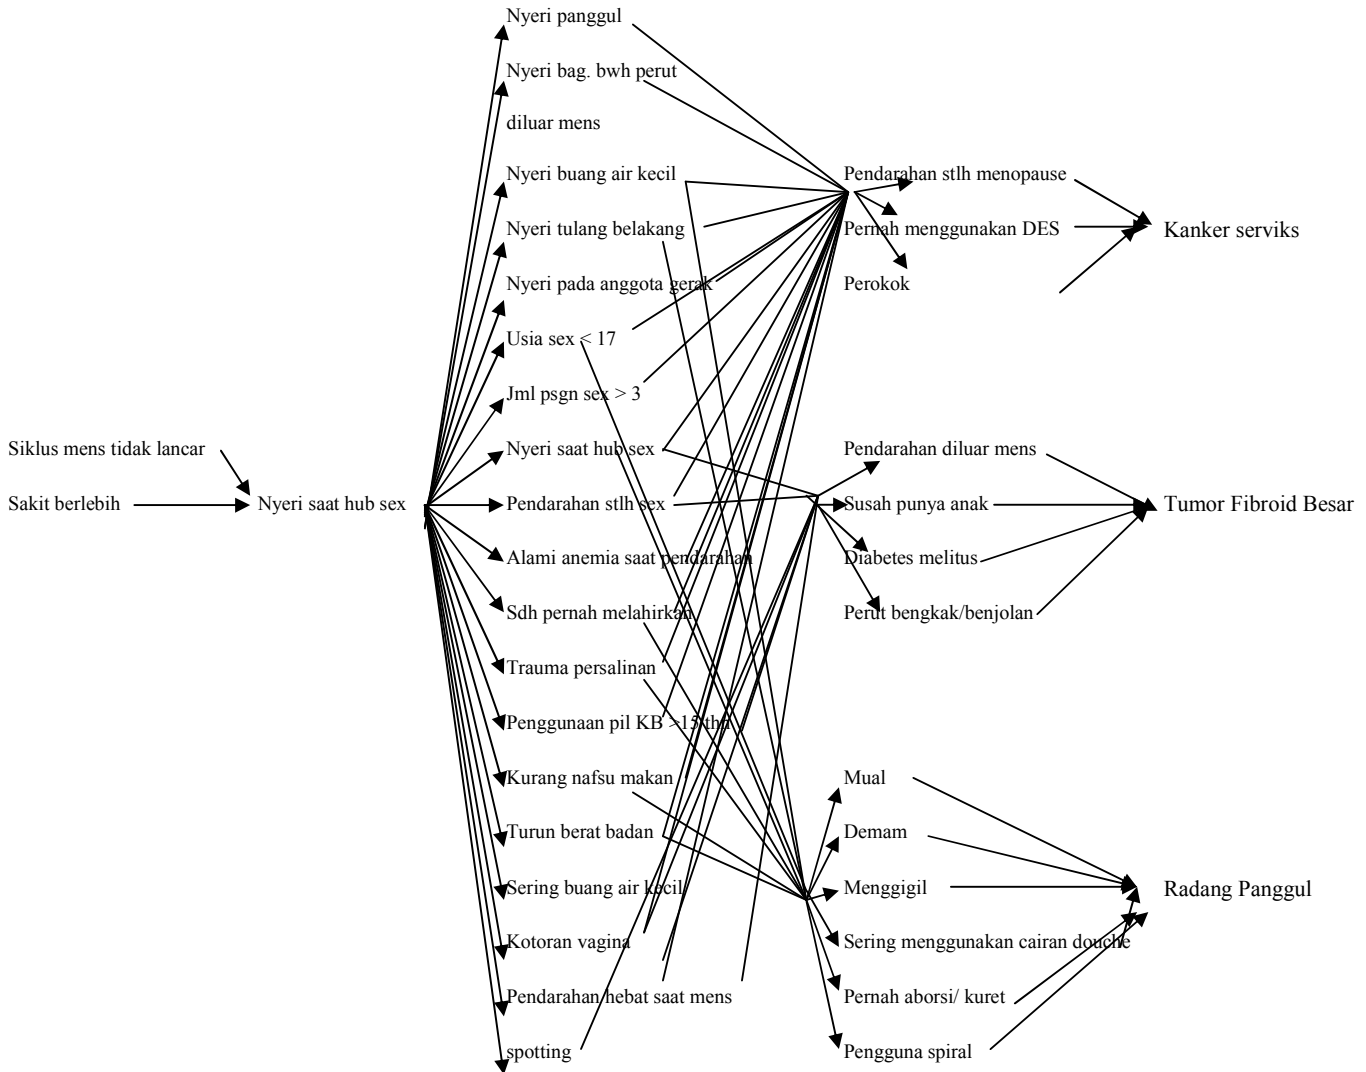 Nyeri panggul
Nyeri bag. bwh perut
diluar mens
Nyeri buang air kecil
Nyeri tulang belakang
Nyeri pada anggota gerak
Usia sex < 17
Jml psgn sex > 3
Siklus mens tidak lancar
Sakit berlebih
Nyeri saat hub sex
Nyeri saat hub sex
Pendarahan stlh sex
Alami anemia saat pendarahan
Sdh pernah melahirkan
Trauma persalinan
Penggunaan pil KB >15 thn
Kurang nafsu makan
Turun berat badan
Sering buang air kecil
Kotoran vagina
Pendarahan hebat saat mens
spotting
Pendarahan stlh menopause
Pernah menggunakan DES
Perokok
Kanker serviks
Pendarahan diluar mens
Susah punya anak
Diabetes melitus
Perut bengkak/benjolan
Tumor Fibroid Besar
Mual
Demam
Menggigil
Sering menggunakan cairan douche
Pernah aborsi/ kuret
Pengguna spiral
Radang Panggul